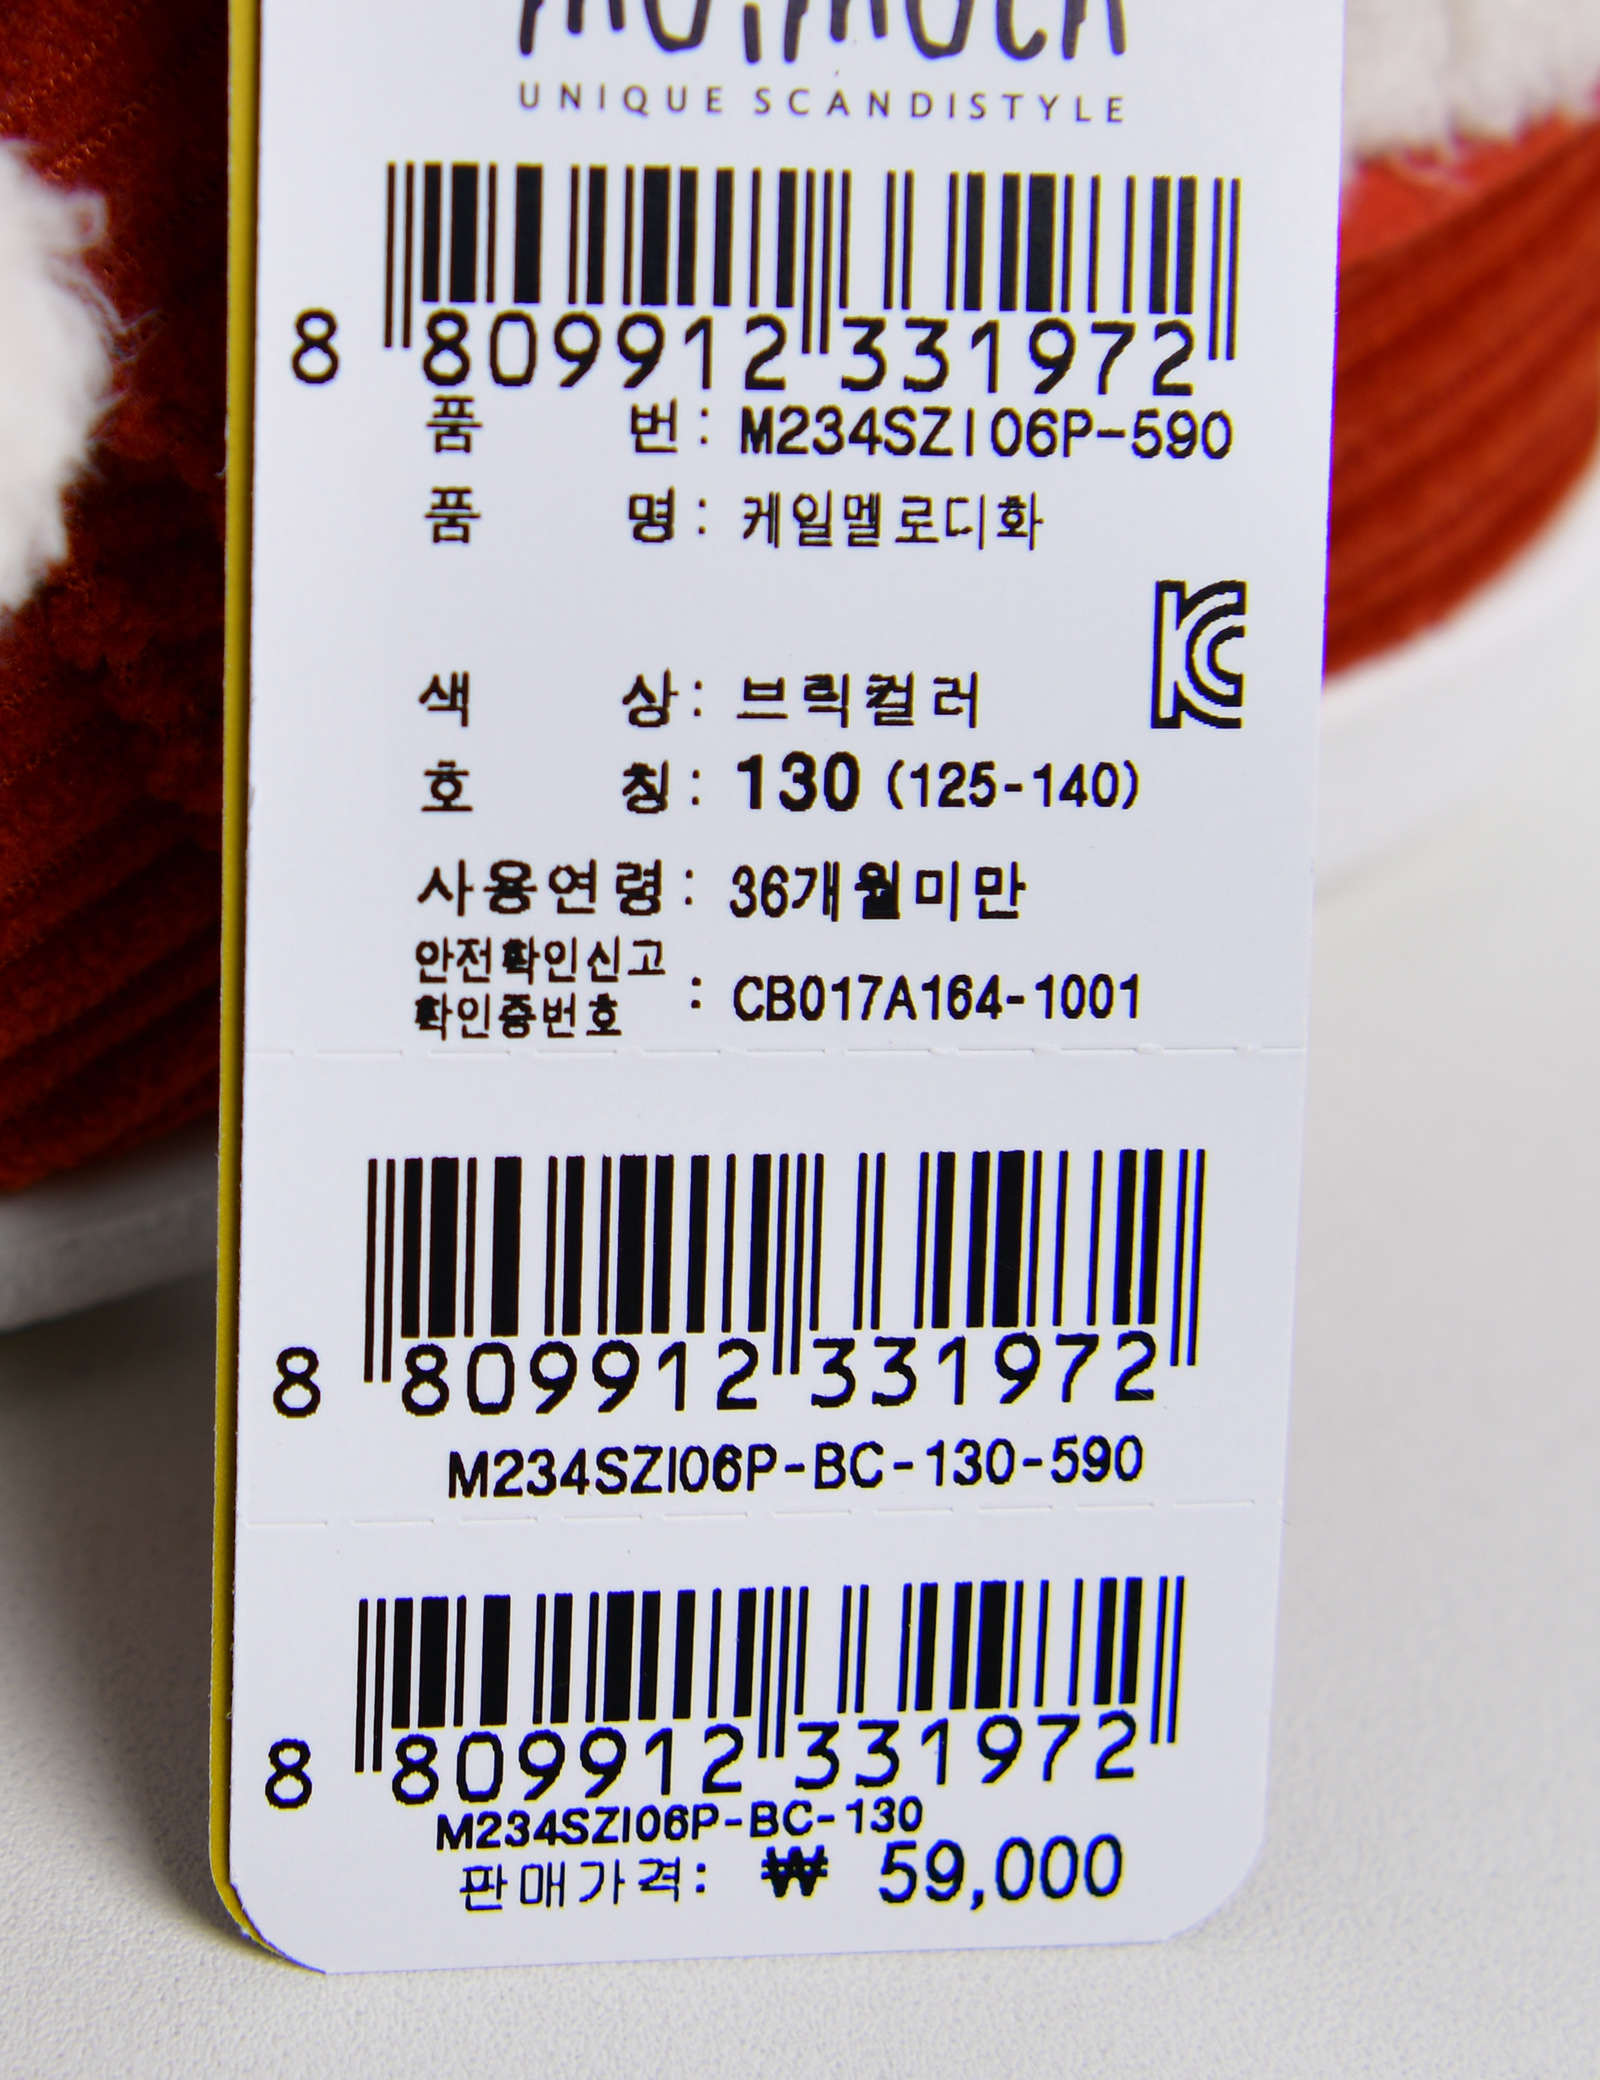 UNIQUE SCANDISTYLE
8 809912 331972
품 번 : M234SZI06P-590
품 명 : 케일멜로디화
KC
색 상 : 브릭컬러
호 칭 : 130 (125-140)
사용연령 : 36개월미만
안전확인신고
확인증번호 : CB017A164-1001
8 809912 331972
M234SZI06P-BC-130-590
8 809912 331972
M234SZI06P-BC-130
판매가격: ₩ 59,000